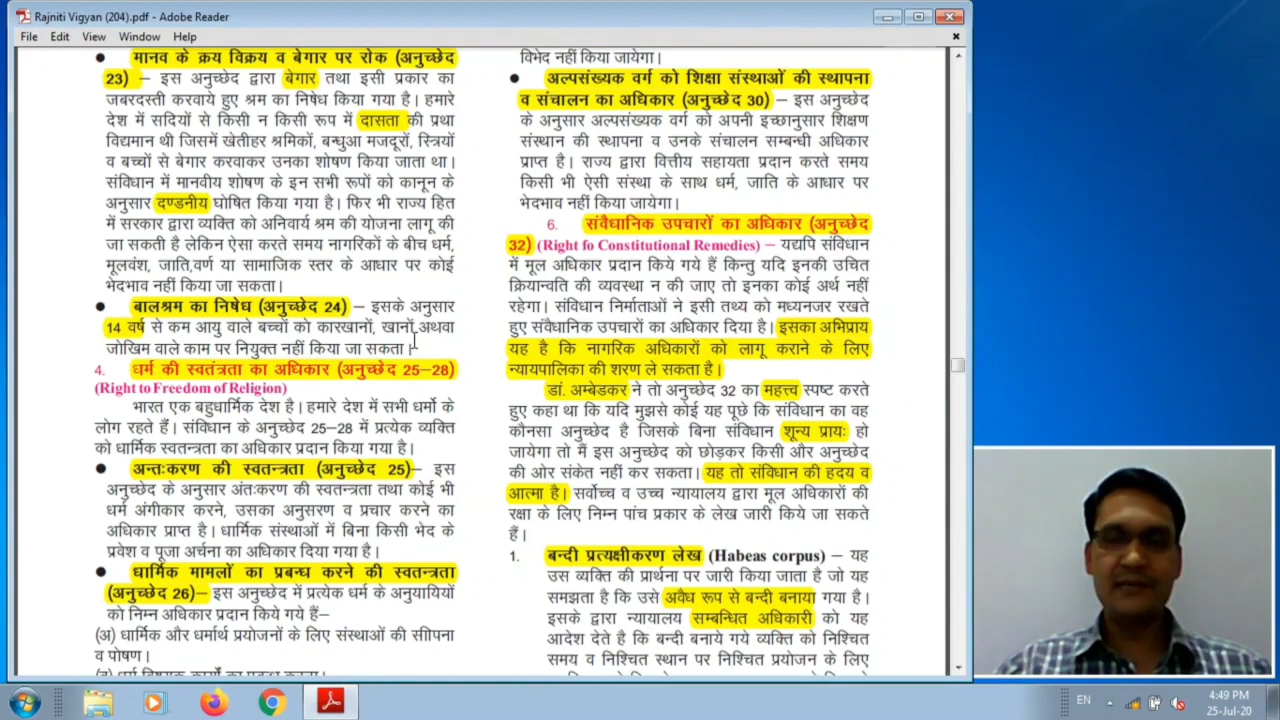 Rajniti Vigyan (204).pdf - Adobe Reader
File Edit View Window Help
मानव के क्रय विक्रय व बेगार पर रोक (अनुच्छेद
23) – इस अनुच्छेद द्वारा बेगार तथा इसी प्रकार का
जबरदस्ती करवाये हुए श्रम का निषेध किया गया है। हमारे
देश में सदियों से किसी न किसी रूप में दासता की प्रथा
विद्यमान थी जिसमें खेतीहर श्रमिकों, बन्धुआ मजदूरों, स्त्रियों
व बच्चों से बेगार करवाकर उनका शोषण किया जाता था।
संविधान में मानवीय शोषण के इन सभी रूपों को कानून के
अनुसार दण्डनीय घोषित किया गया है। फिर भी राज्य हित
में सरकार द्वारा व्यक्ति को अनिवार्य श्रम की योजना लागू की
जा सकती है लेकिन ऐसा करते समय नागरिकों के बीच धर्म,
मूलवंश, जाति,वर्ण या सामाजिक स्तर के आधार पर कोई
भेदभाव नहीं किया जा सकता।
बालश्रम का निषेध (अनुच्छेद 24) – इसके अनुसार
14 वर्ष से कम आयु वाले बच्चों को कारखानों, खानों अथवा
जोखिम वाले काम पर नियुक्त नहीं किया जा सकता।
4. धर्म की स्वतंत्रता का अधिकार (अनुच्छेद 25–28)
(Right to Freedom of Religion)
भारत एक बहुधार्मिक देश है। हमारे देश में सभी धर्मो के
लोग रहते हैं। संविधान के अनुच्छेद 25–28 में प्रत्येक व्यक्ति
को धार्मिक स्वतन्त्रता का अधिकार प्रदान किया गया है।
अन्तःकरण की स्वतन्त्रता (अनुच्छेद 25)– इस
अनुच्छेद के अनुसार अंतःकरण की स्वतन्त्रता तथा कोई भी
धर्म अंगीकार करने, उसका अनुसरण व प्रचार करने का
अधिकार प्राप्त है। धार्मिक संस्थाओं में बिना किसी भेद के
प्रवेश व पूजा अर्चना का अधिकार दिया गया है।
धार्मिक मामलों का प्रबन्ध करने की स्वतन्त्रता
(अनुच्छेद 26)– इस अनुच्छेद में प्रत्येक धर्म के अनुयायियों
को निम्न अधिकार प्रदान किये गये हैं–
(अ) धार्मिक और धर्मार्थ प्रयोजनों के लिए संस्थाओं की सीापना
व पोषण।
विभेद नहीं किया जायेगा।
अल्पसंख्यक वर्ग को शिक्षा संस्थाओं की स्थापना
व संचालन का अधिकार (अनुच्छेद 30) – इस अनुच्छेद
के अनुसार अल्पसंख्यक वर्ग को अपनी इच्छानुसार शिक्षण
संस्थान की स्थापना व उनके संचालन सम्बन्धी अधिकार
प्राप्त है। राज्य द्वारा वित्तीय सहायता प्रदान करते समय
किसी भी ऐसी संस्था के साथ धर्म, जाति के आधार पर
भेदभाव नहीं किया जायेगा।
6. संवैधानिक उपचारों का अधिकार (अनुच्छेद
32) (Right fo Constitutional Remedies) – यद्यपि संविधान
में मूल अधिकार प्रदान किये गये हैं किन्तु यदि इनकी उचित
क्रियान्वति की व्यवस्था न की जाए तो इनका कोई अर्थ नहीं
रहेगा। संविधान निर्माताओं ने इसी तथ्य को मध्यनजर रखते
हुए संवैधानिक उपचारों का अधिकार दिया है। इसका अभिप्राय
यह है कि नागरिक अधिकारों को लागू कराने के लिए
न्यायपालिका की शरण ले सकता है।
डां. अम्बेडकर ने तो अनुच्छेद 32 का महत्त्व स्पष्ट करते
हुए कहा था कि यदि मुझसे कोई यह पूछे कि संविधान का वह
कौनसा अनुच्छेद है जिसके बिना संविधान शून्य प्रायः हो
जायेगा तो मैं इस अनुच्छेद को छोड़कर किसी और अनुच्छेद
की ओर संकेत नहीं कर सकता। यह तो संविधान की हदय व
आत्मा है। सर्वोच्च व उच्च न्यायालय द्वारा मूल अधिकारों की
रक्षा के लिए निम्न पांच प्रकार के लेख जारी किये जा सकते
हैं।
1. बन्दी प्रत्यक्षीकरण लेख (Habeas corpus) – यह
उस व्यक्ति की प्रार्थना पर जारी किया जाता है जो यह
समझता है कि उसे अवैध रूप से बन्दी बनाया गया है।
इसके द्वारा न्यायालय सम्बन्धित अधिकारी को यह
आदेश देते है कि बन्दी बनाये गये व्यक्ति को निश्चित
समय व निश्चित स्थान पर निश्चित प्रयोजन के लिए
EN
4:49 PM
25-Jul-20